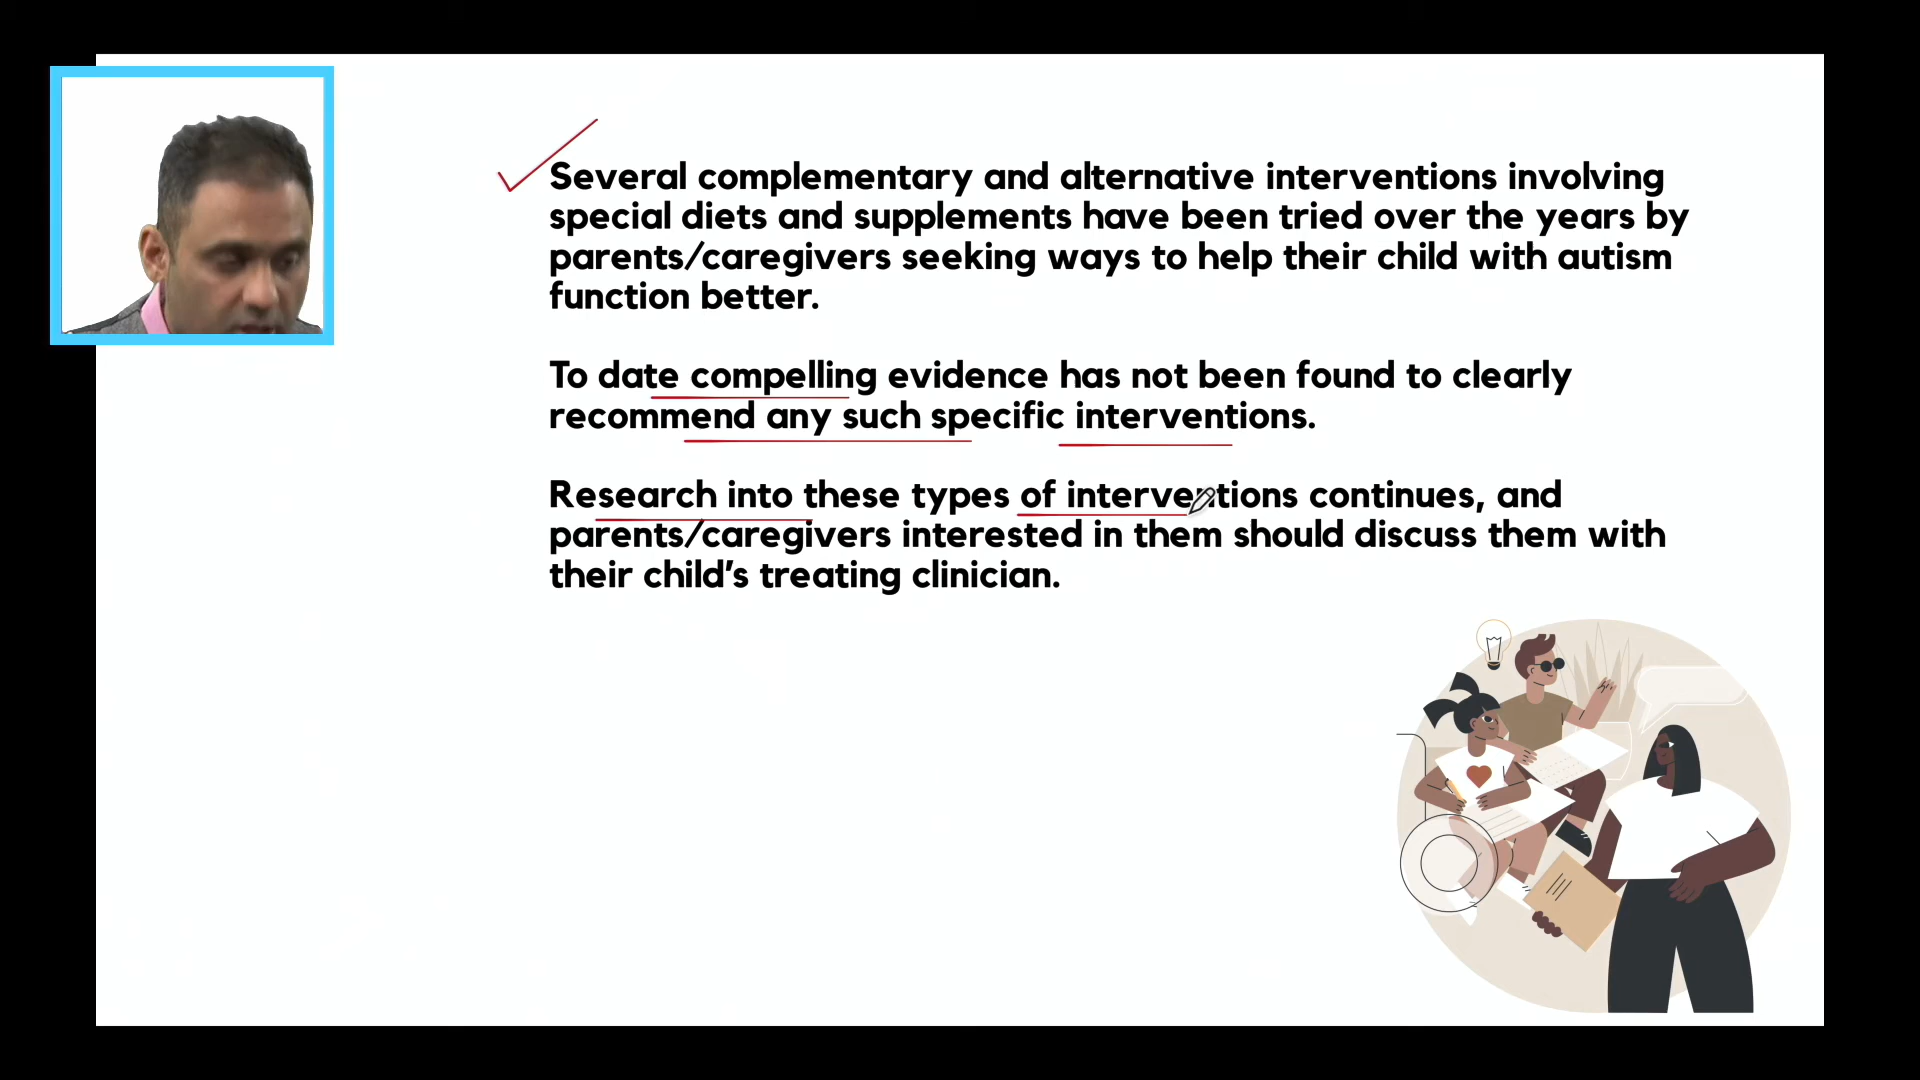 Several complementary and alternative interventions involving
special diets and supplements have been tried over the years by
parents/caregivers seeking ways to help their child with autism
function better.
To date compelling evidence has not been found to clearly
recommend any such specific interventions.
Research into these types of interventions continues, and
parents/caregivers interested in them should discuss them with
their child’s treating clinician.